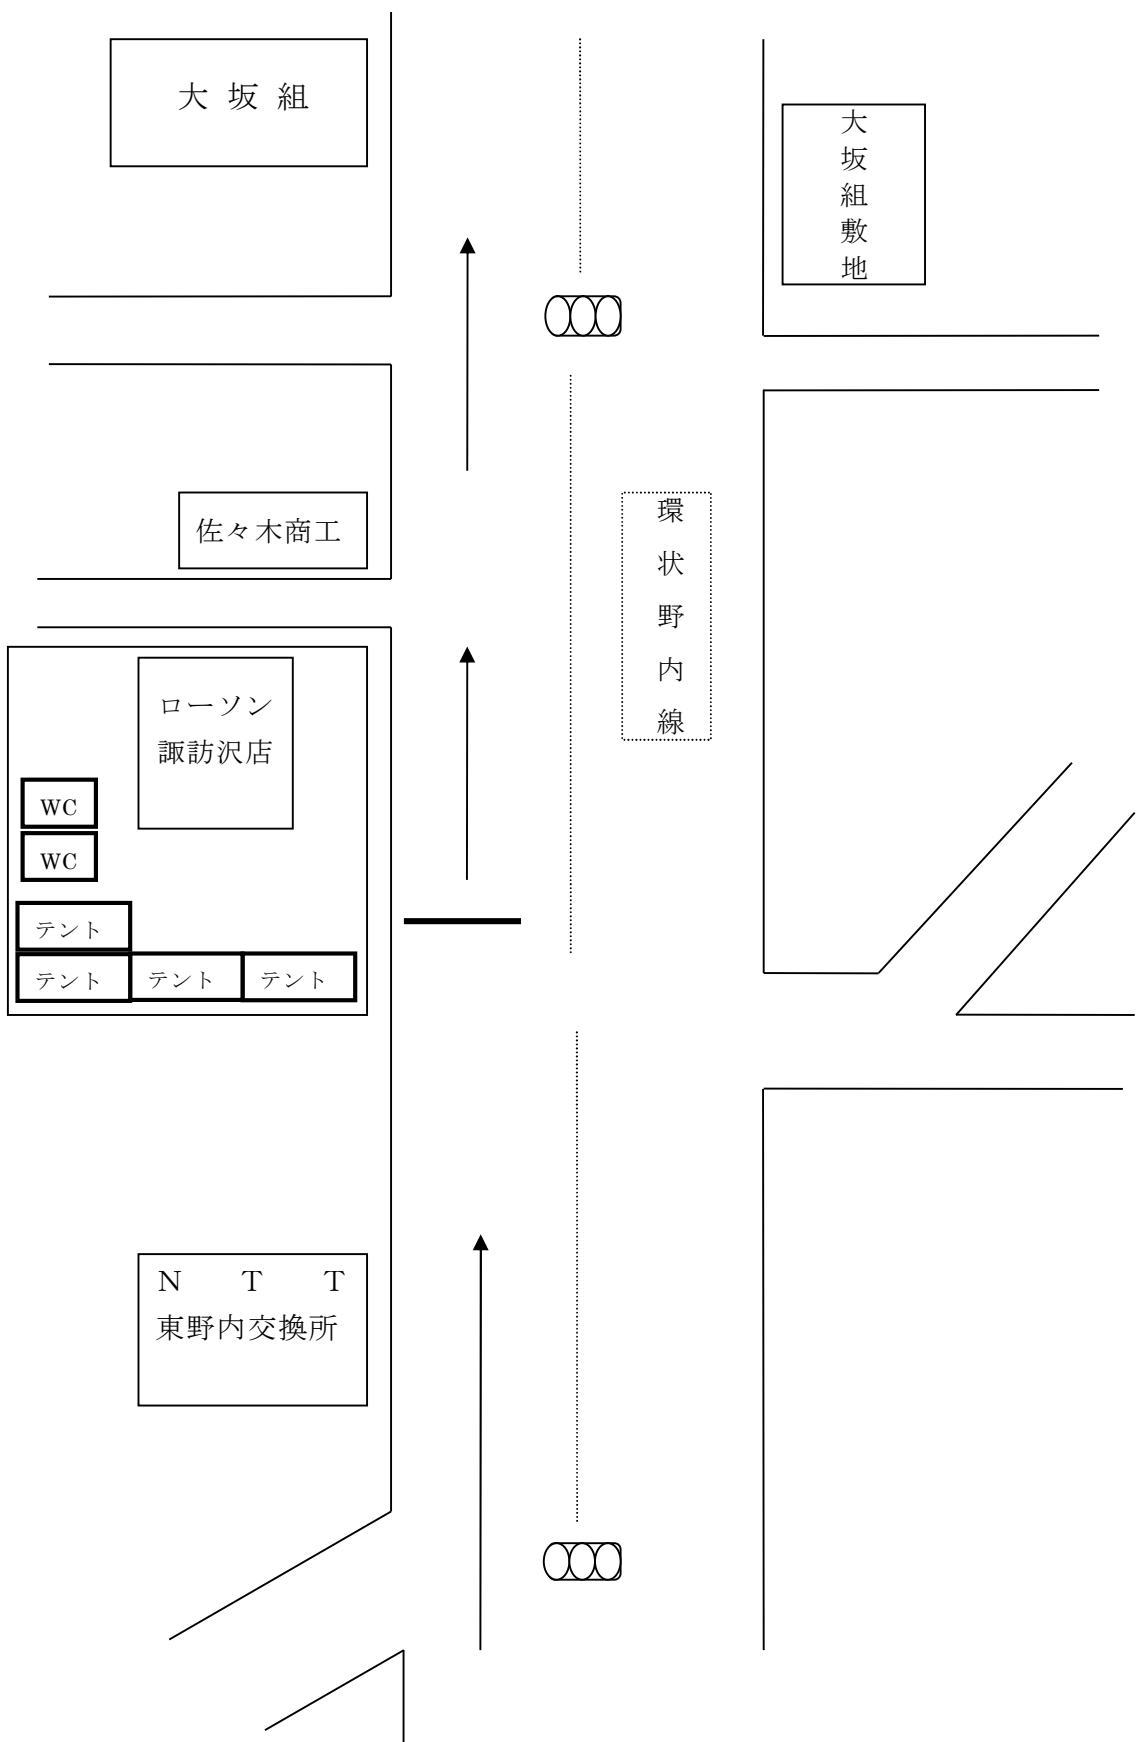 大 坂 組
大坂組敷地
佐々木商工
環状野内線
ローソン
諏訪沢店
WC
WC
テント
テント
テント
テント
Ｎ　Ｔ　Ｔ
東野内交換所